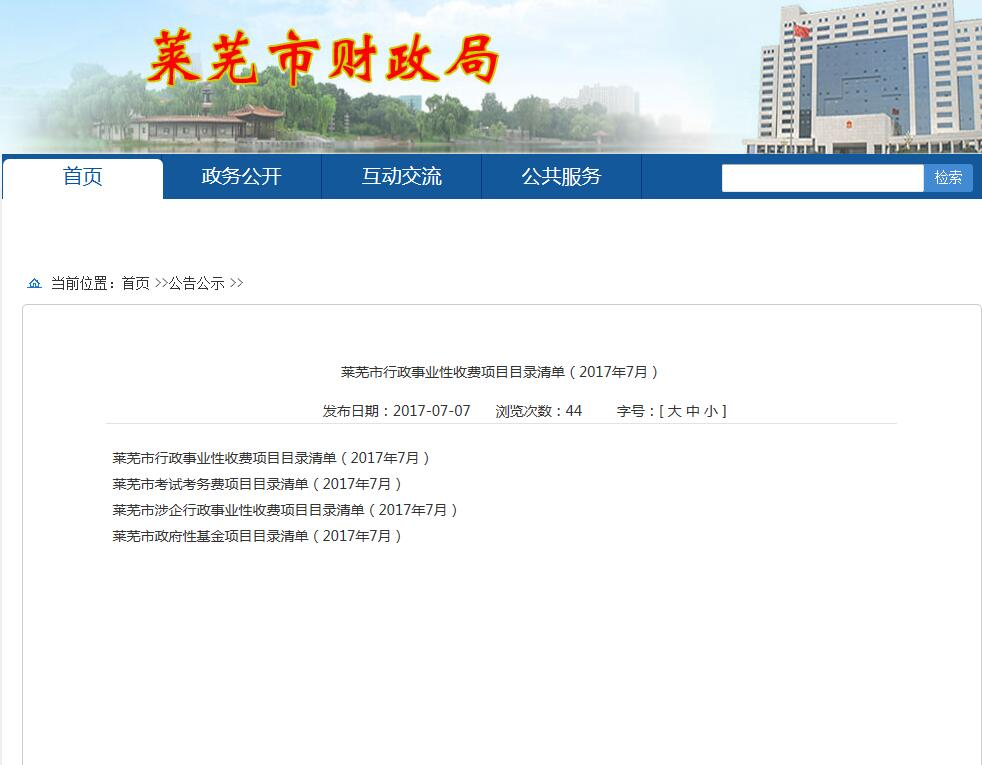 莱芜市财政局
首页 政务公开 互动交流 公共服务 检索
当前位置：首页 >>公告公示 >>
莱芜市行政事业性收费项目目录清单（2017年7月）
发布日期：2017-07-07 浏览次数：44 字号：[ 大 中 小 ]
莱芜市行政事业性收费项目目录清单（2017年7月）
莱芜市考试考务费项目目录清单（2017年7月）
莱芜市涉企行政事业性收费项目目录清单（2017年7月）
莱芜市政府性基金项目目录清单（2017年7月）